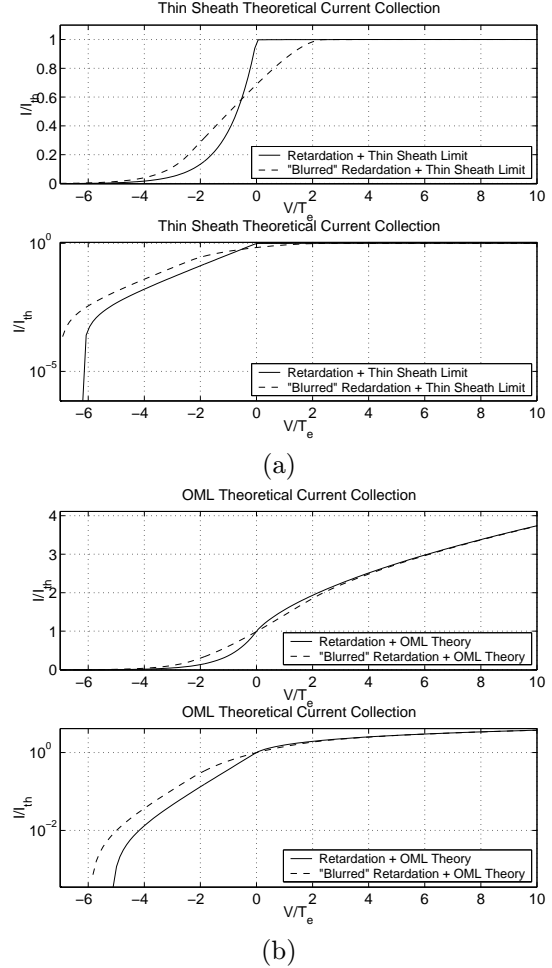 Thin Sheath Theoretical Current Collection
1
0.8
0.6
0.4
0.2
0
I/I_th
Retardation + Thin Sheath Limit
"Blurred" Redardation + Thin Sheath Limit
−6 −4 −2 0 2 4 6 8 10
V/T_e
Thin Sheath Theoretical Current Collection
10^0
10^−5
I/I_th
Retardation + Thin Sheath Limit
"Blurred" Redardation + Thin Sheath Limit
−6 −4 −2 0 2 4 6 8 10
V/T_e
(a)
OML Theoretical Current Collection
4
3
2
1
0
I/I_th
Retardation + OML Theory
"Blurred" Retardation + OML Theory
−6 −4 −2 0 2 4 6 8 10
V/T_e
OML Theoretical Current Collection
10^0
10^−2
I/I_th
Retardation + OML Theory
"Blurred" Retardation + OML Theory
−6 −4 −2 0 2 4 6 8 10
V/T_e
(b)